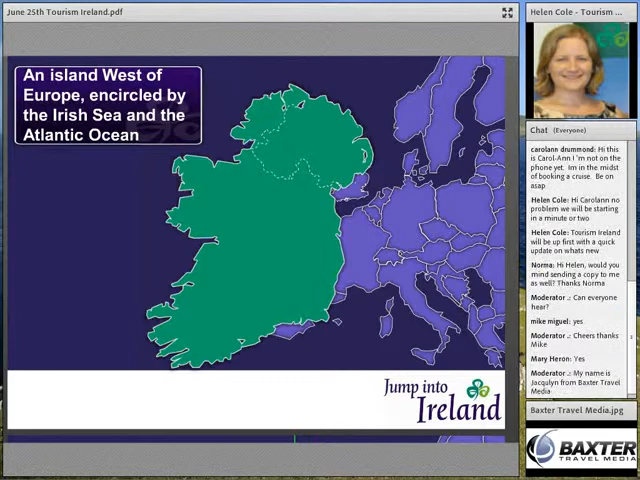 June 25th Tourism Ireland.pdf
An island West of
Europe, encircled by
the Irish Sea and the
Atlantic Ocean
Jump into
Ireland
Helen Cole - Tourism ...
Chat (Everyone)
carolann drummond: Hi this
is Carol-Ann I 'm not on the
phone yet. Im in the midst
of booking a cruise. Be on
asap.
Helen Cole: Hi Carolann no
problem we will be starting
in a minute or two
Helen Cole: Tourism Ireland
will be up first with a quick
update on whats new
Norma: Hi Helen, would you
mind sending a copy to me
as well? Thanks Norma
Moderator .: Can everyone
hear?
mike miguel: yes
Moderator .: Cheers thanks
Mike
Mary Heron: Yes
Moderator .: My name is
Jacqulyn from Baxter Travel
Media
Baxter Travel Media.jpg
BAXTER
TRAVEL MEDIA